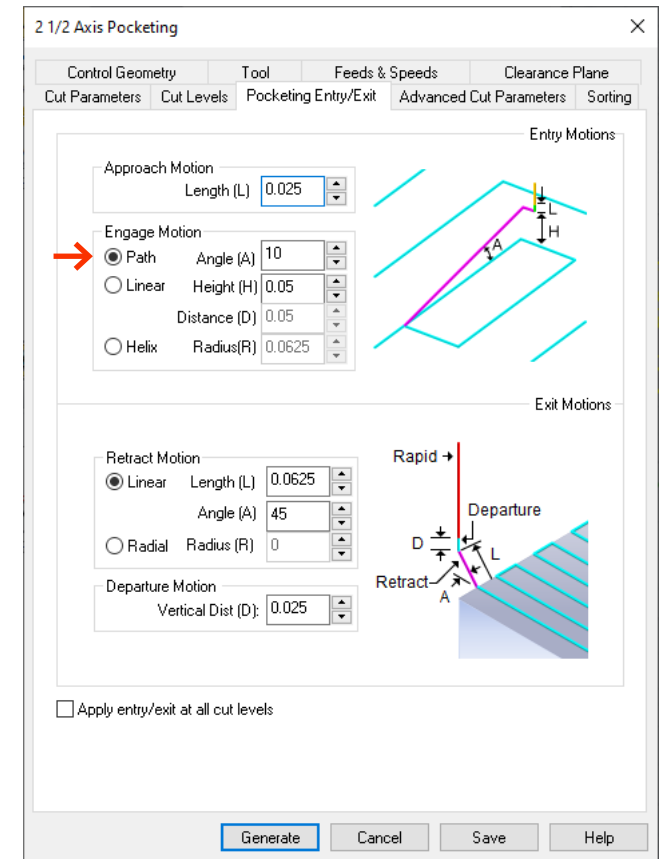 2 1/2 Axis Pocketing
Control Geometry Tool Feeds & Speeds Clearance Plane
Cut Parameters Cut Levels Pocketing Entry/Exit Advanced Cut Parameters Sorting
Entry Motions
Approach Motion
Length (L) 0.025
Engage Motion
Path Angle (A) 10
Linear Height (H) 0.05
Distance (D) 0.05
Helix Radius(R) 0.0625
L
H
A
Exit Motions
Retract Motion
Linear Length (L) 0.0625
Angle (A) 45
Radial Radius (R) 0
Departure Motion
Vertical Dist (D): 0.025
Rapid
Departure
D
L
Retract
A
Apply entry/exit at all cut levels
Generate Cancel Save Help